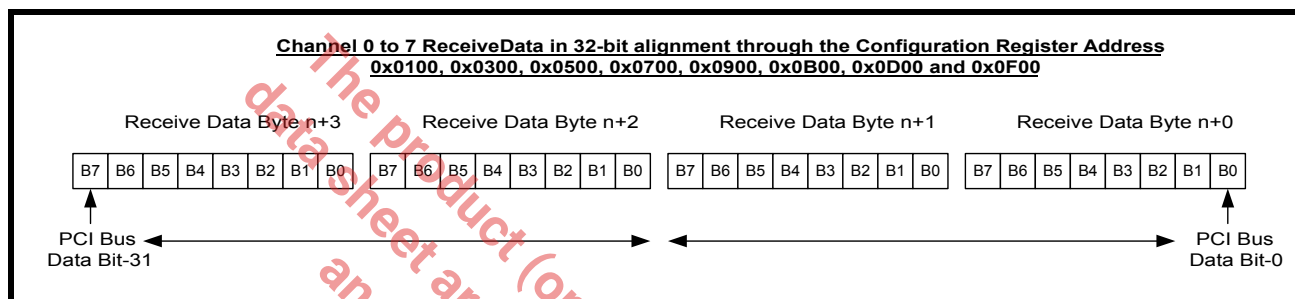 Channel 0 to 7 ReceiveData in 32-bit alignment through the Configuration Register Address
0x0100, 0x0300, 0x0500, 0x0700, 0x0900, 0x0B00, 0x0D00 and 0x0F00
Receive Data Byte n+3 Receive Data Byte n+2 Receive Data Byte n+1 Receive Data Byte n+0
B7 B6 B5 B4 B3 B2 B1 B0 B7 B6 B5 B4 B3 B2 B1 B0 B7 B6 B5 B4 B3 B2 B1 B0 B7 B6 B5 B4 B3 B2 B1 B0
PCI Bus
Data Bit-31
PCI Bus
Data Bit-0
The product (or
data sheet ar
an